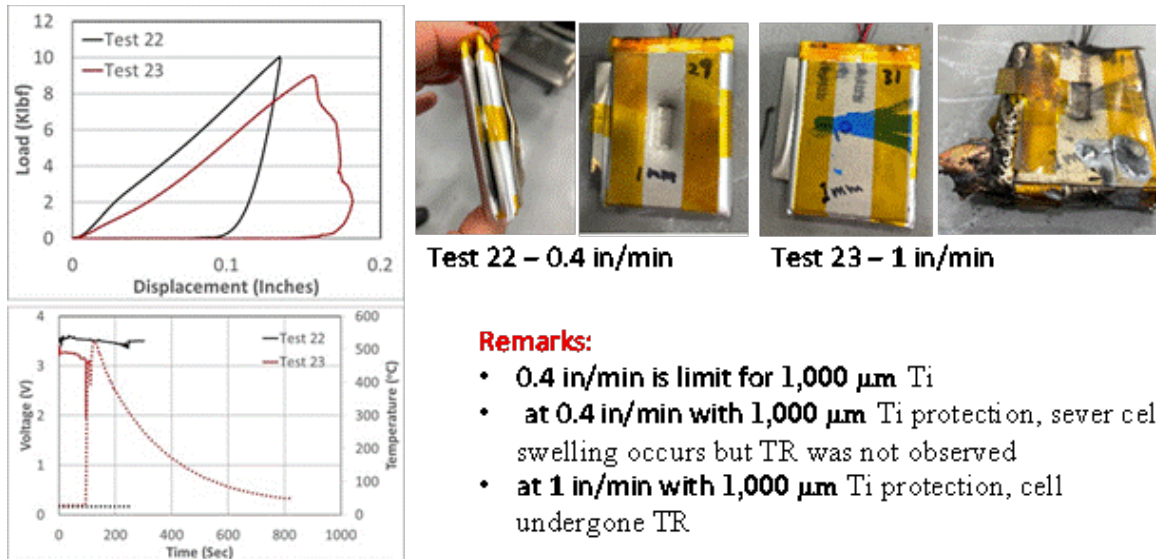 12
10
8
6
4
2
0
Load (Klbf)
Test 22
Test 23
0
0.1
0.2
Displacement (Inches)
4
3
2
1
0
Voltage (V)
Test 22
Test 23
600
500
400
300
200
100
0
Temperature (°C)
0
200
400
600
800
1000
Time (Sec)
29
1 mm
31
1mm
Test 22 – 0.4 in/min
Test 23 – 1 in/min
Remarks:
• 0.4 in/min is limit for 1,000 μm Ti
• at 0.4 in/min with 1,000 μm Ti protection, sever cell
swelling occurs but TR was not observed
• at 1 in/min with 1,000 μm Ti protection, cell
undergone TR